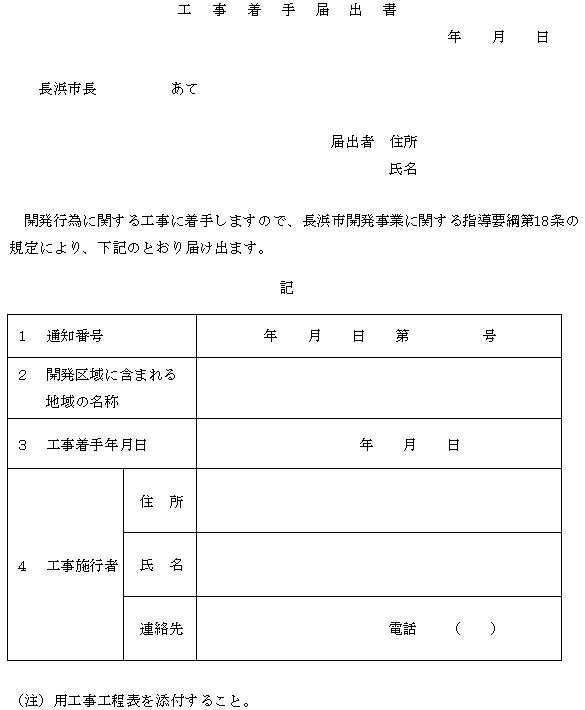 工 事 着 手 届 出 書
年 月 日
長浜市長 あて
届出者 住所
氏名
開発行為に関する工事に着手しますので、長浜市開発事業に関する指導要綱第18条の
規定により、下記のとおり届け出ます。
記
1 通知番号 年 月 日 第 号
2 開発区域に含まれる
地域の名称
3 工事着手年月日 年 月 日
4 工事施行者
住 所
氏 名
連絡先 電話 ( )
(注)用工事工程表を添付すること。